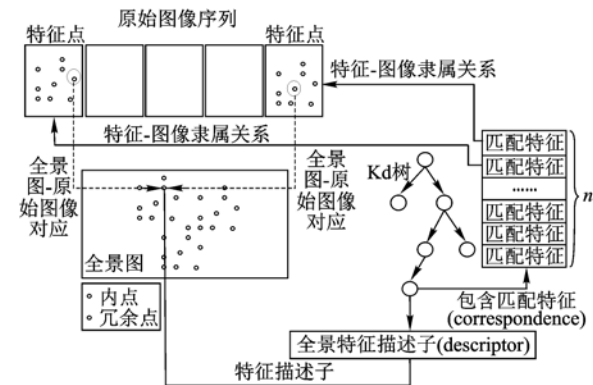 原始图像序列
特征点
特征点
特征-图像隶属关系
特征-图像隶属关系
匹配特征
匹配特征
……
匹配特征
匹配特征
匹配特征
n
Kd树
全景
图-原
始图像
对应
全景
图-原
始图像
对应
全景图
内点
冗余点
包含匹配特征
(correspondence)
全景特征描述子(descriptor)
特征描述子